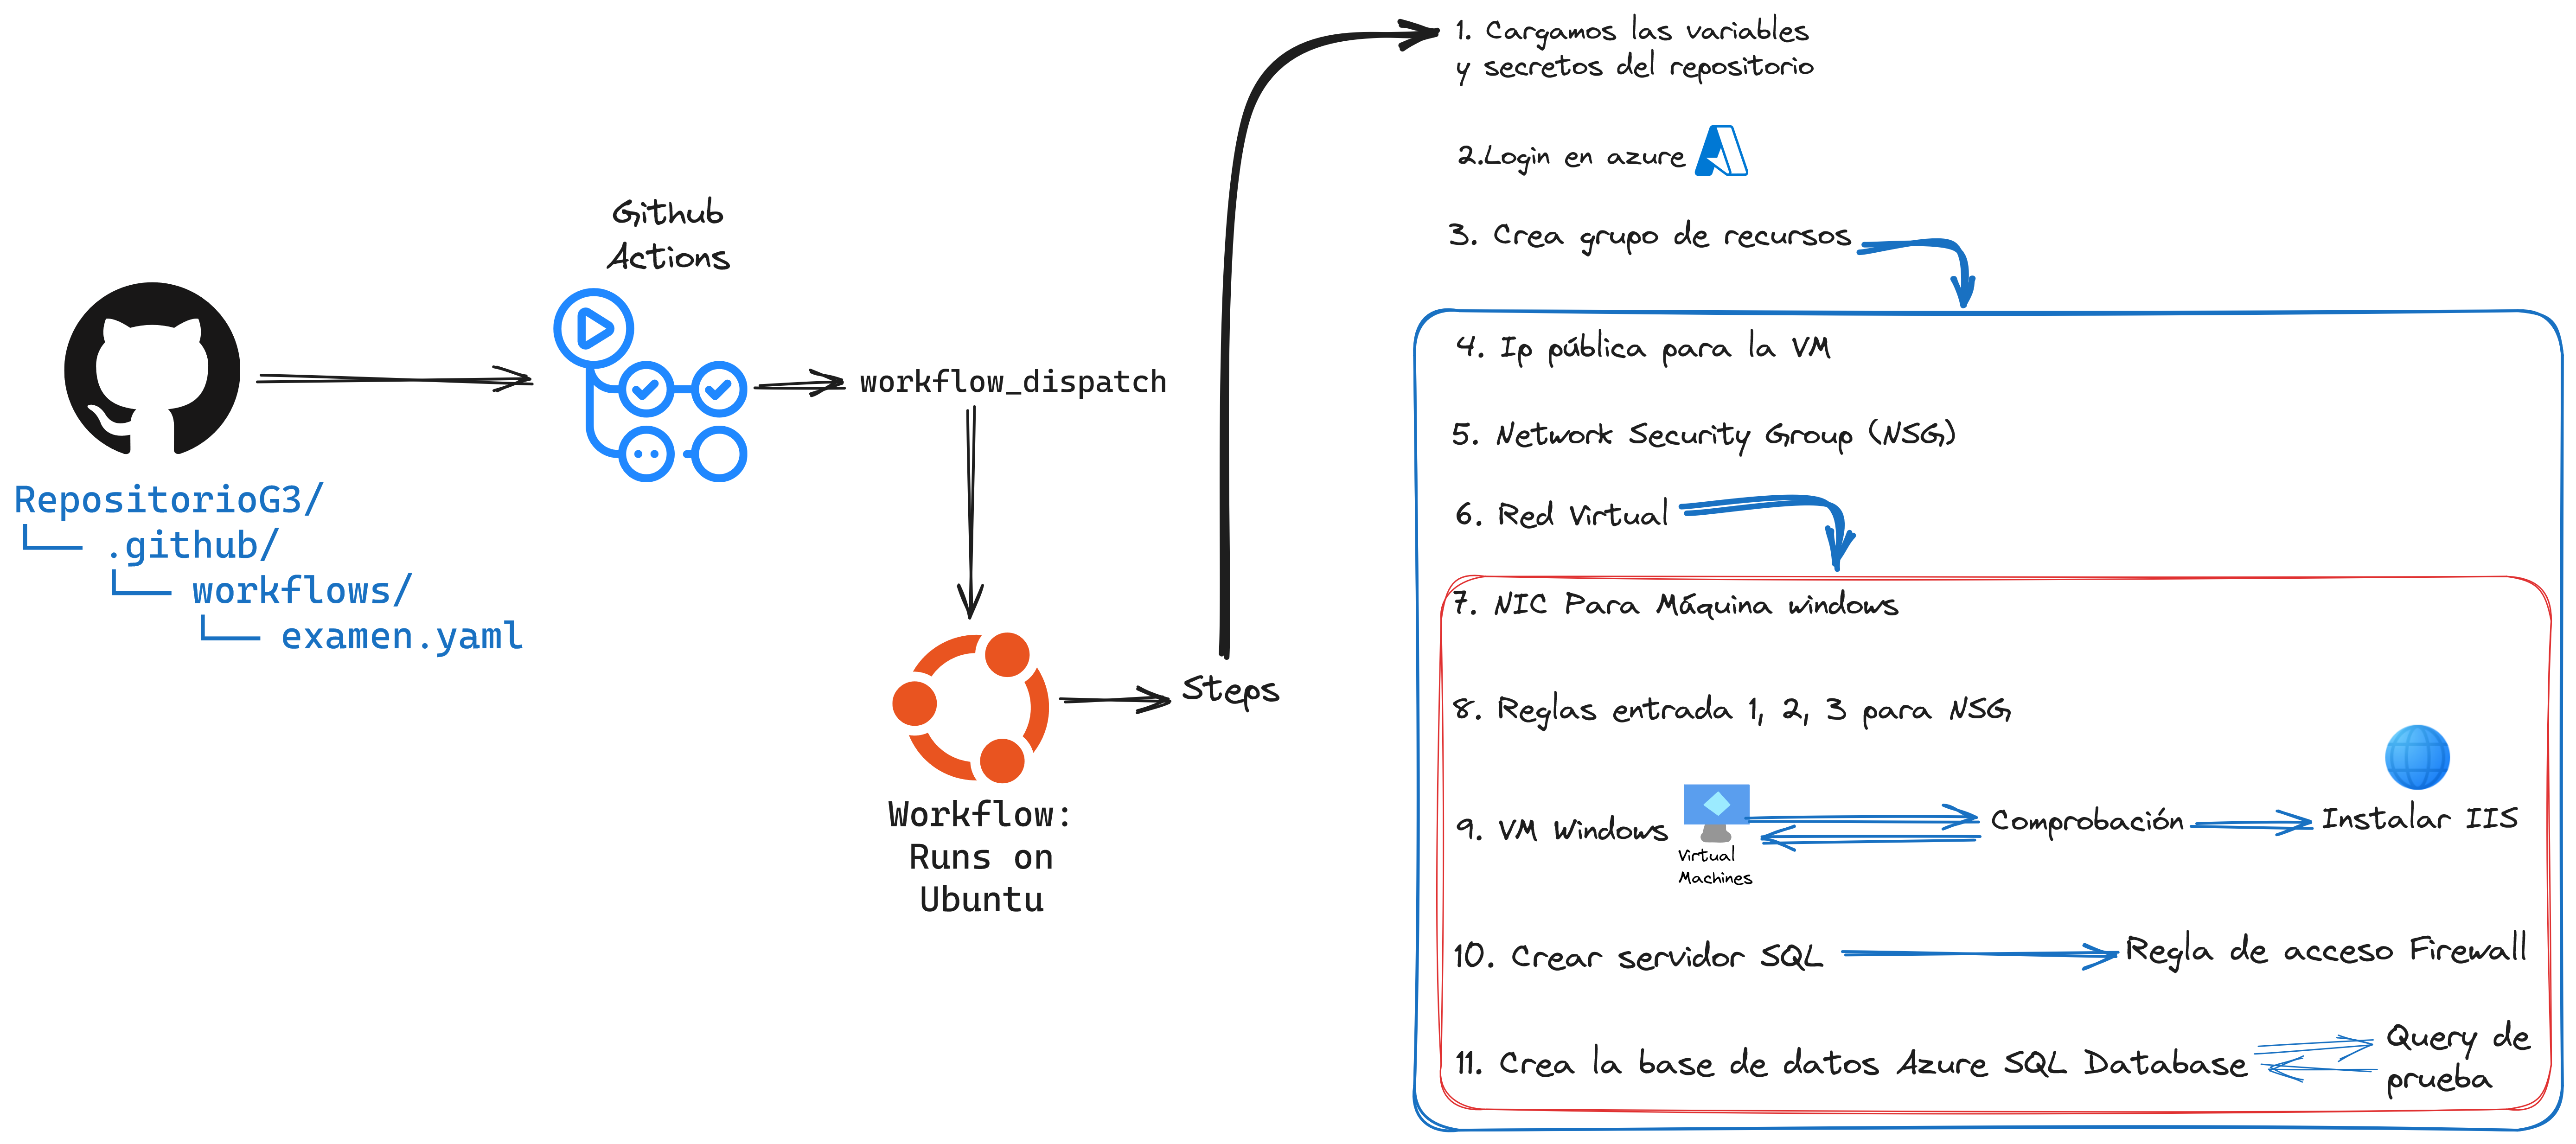 Github
Actions
RepositorioG3/
└── .github/
└── workflows/
└── examen.yaml
workflow_dispatch
Workflow:
Runs on
Ubuntu
Steps
1. Cargamos las variables
y secretos del repositorio
2.Login en azure
3. Crea grupo de recursos
4. Ip pública para la VM
5. Network Security Group (NSG)
6. Red Virtual
7. NIC Para Máquina windows
8. Reglas entrada 1, 2, 3 para NSG
9. VM Windows
Virtual
Machines
Comprobación
Instalar IIS
10. Crear servidor SQL
Regla de acceso Firewall
11. Crea la base de datos Azure SQL Database
Query de
prueba